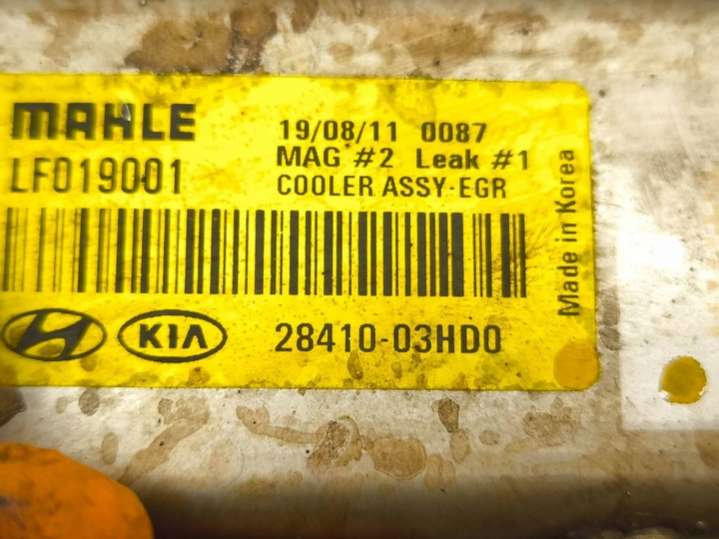 MAHLE
LF019001
19/08/11 0087
MAG #2 Leak #1
COOLER ASSY-EGR
Made in Korea
KIA
28410-03HD0